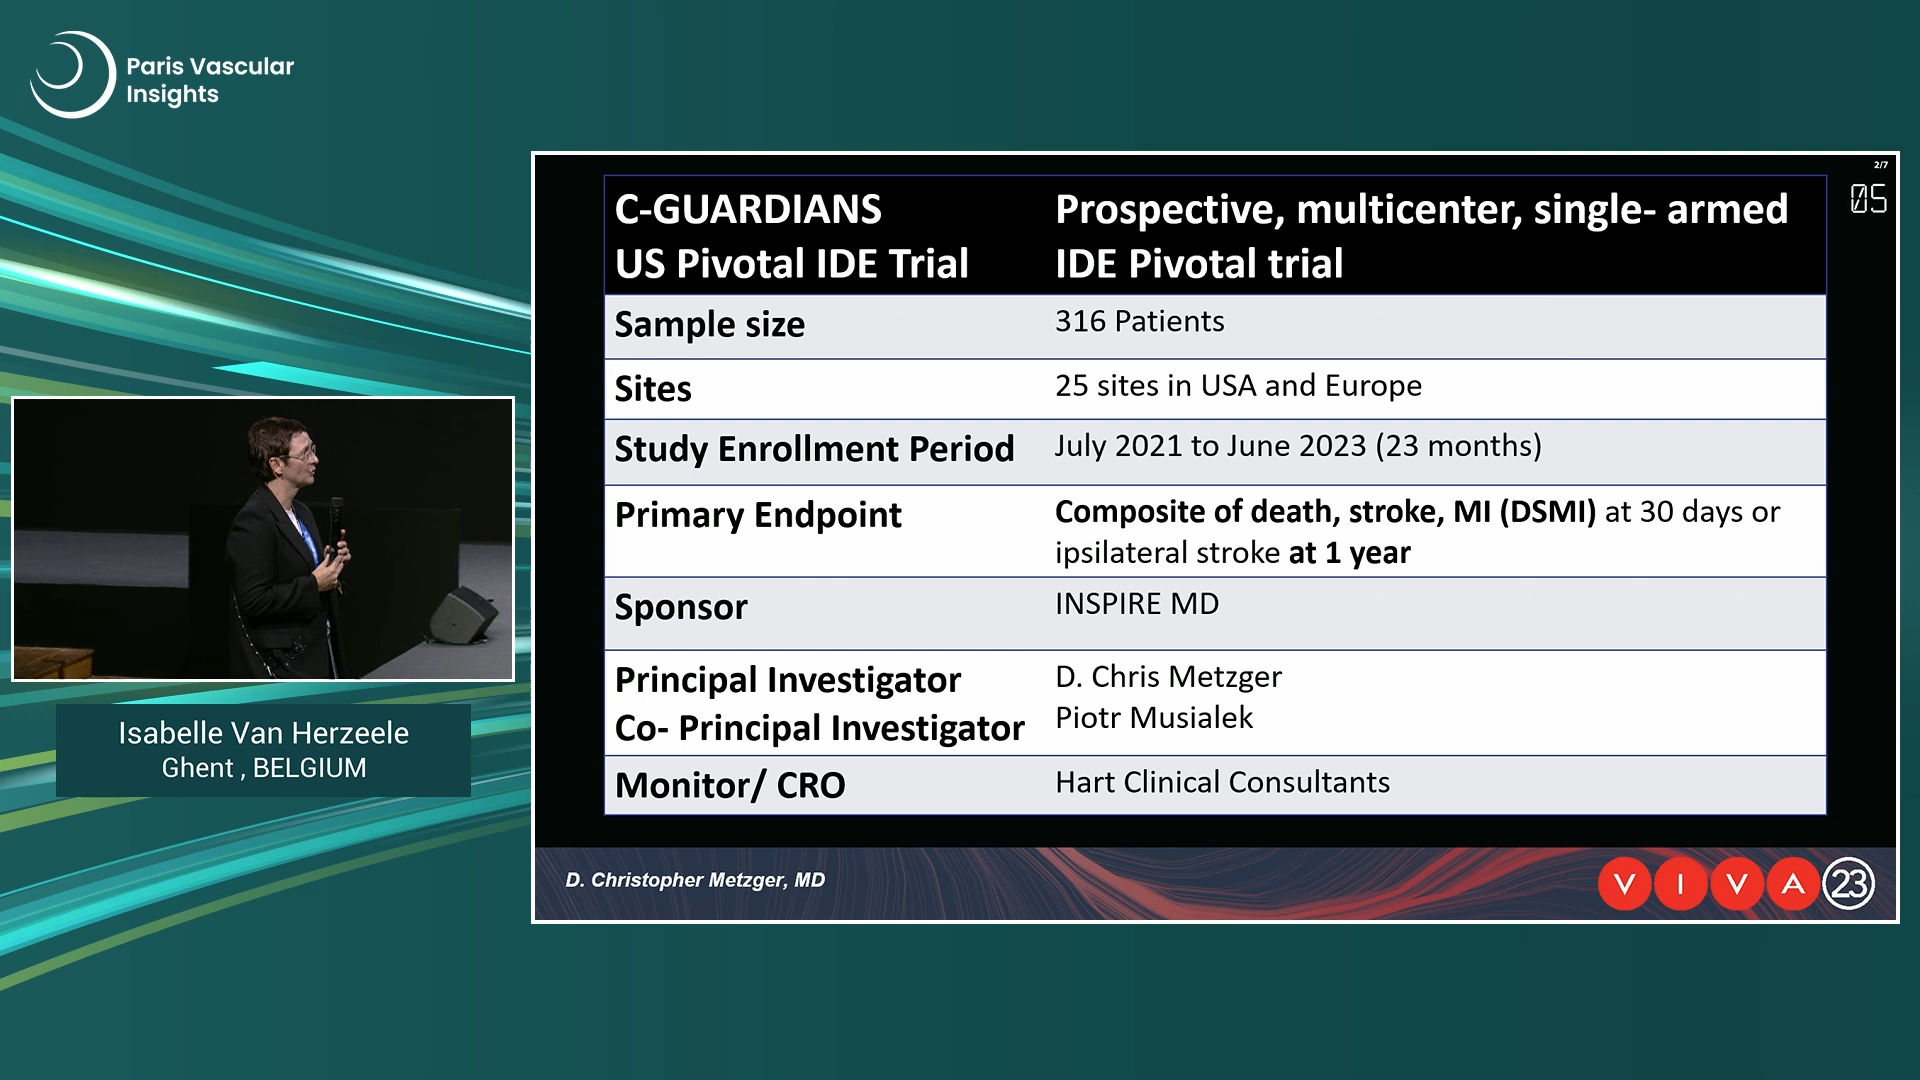 Paris Vascular
Insights
2/7
05
C-GUARDIANS
US Pivotal IDE Trial
Prospective, multicenter, single- armed
IDE Pivotal trial
Sample size
316 Patients
Sites
25 sites in USA and Europe
Study Enrollment Period
July 2021 to June 2023 (23 months)
Primary Endpoint
Composite of death, stroke, MI (DSMI) at 30 days or
ipsilateral stroke at 1 year
Sponsor
INSPIRE MD
Principal Investigator
Co- Principal Investigator
D. Chris Metzger
Piotr Musialek
Monitor/ CRO
Hart Clinical Consultants
D. Christopher Metzger, MD
VIVA 23
Isabelle Van Herzeele
Ghent , BELGIUM